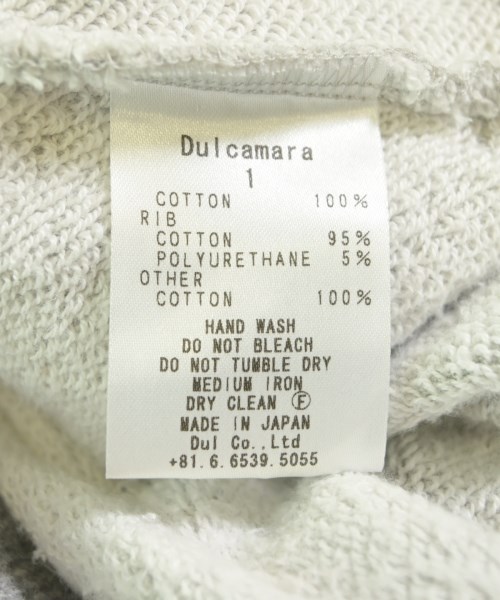 Dulcamara
1
COTTON 100%
RIB
COTTON 95%
POLYURETHANE 5%
OTHER
COTTON 100%
HAND WASH
DO NOT BLEACH
DO NOT TUMBLE DRY
MEDIUM IRON
DRY CLEAN Ⓕ
MADE IN JAPAN
Dul Co.,Ltd
+81.6.6539.5055